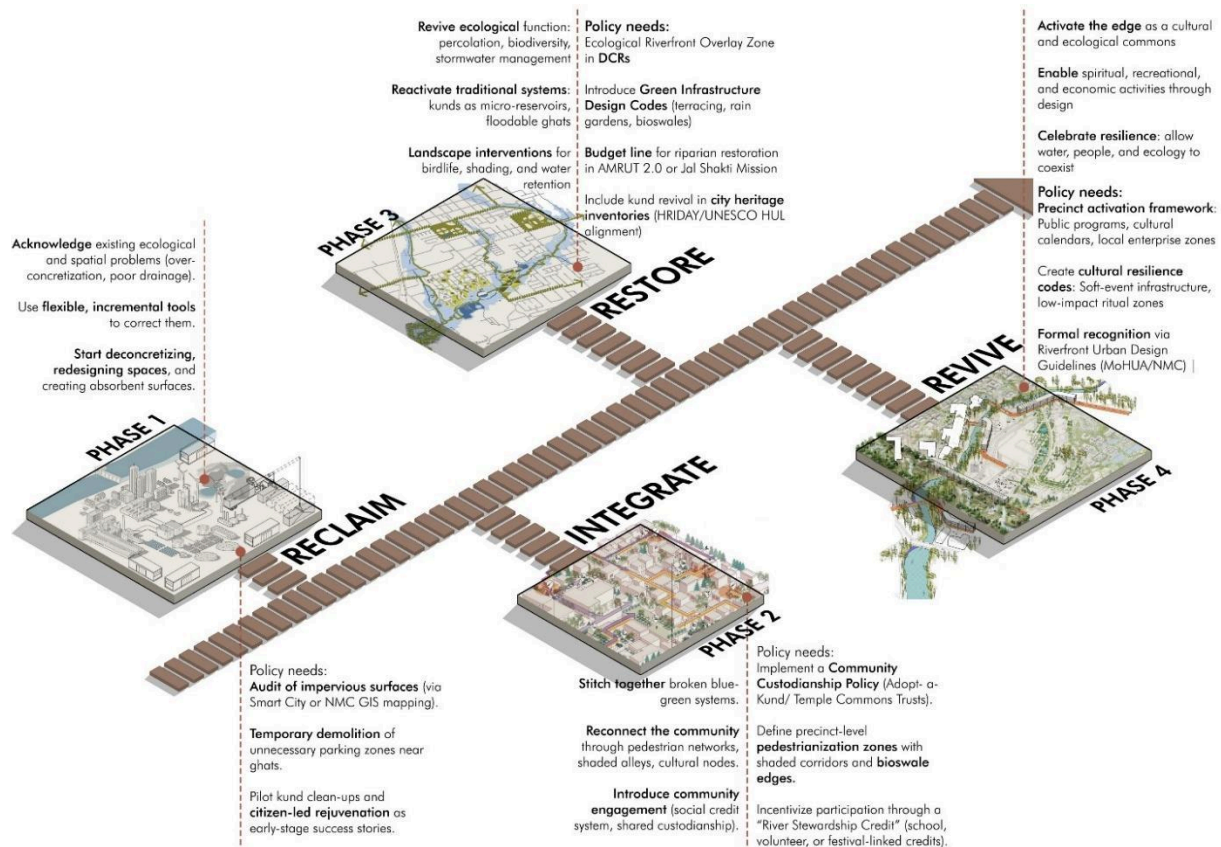 Acknowledge existing ecological
and spatial problems (over-
concretization, poor drainage).
Use flexible, incremental tools
to correct them.
Start deconcretizing,
redesigning spaces, and
creating absorbent surfaces.
PHASE 1
RECLAIM
Policy needs:
Audit of impervious surfaces (via
Smart City or NMC GIS mapping).
Temporary demolition of
unnecessary parking zones near
ghats.
Pilot kund clean-ups and
citizen-led rejuvenation as
early-stage success stories.
INTEGRATE
PHASE 2
Stitch together broken blue-
green systems.
Reconnect the community
through pedestrian networks,
shaded alleys, cultural nodes.
Introduce community
engagement (social credit
system, shared custodianship).
Policy needs:
Implement a Community
Custodianship Policy (Adopt- a-
Kund/ Temple Commons Trusts).
Define precinct-level
pedestrianization zones with
shaded corridors and bioswale
edges.
Incentivize participation through a
“River Stewardship Credit” (school,
volunteer, or festival-linked credits).
Revive ecological function:
percolation, biodiversity,
stormwater management
Reactivate traditional systems:
kunds as micro-reservoirs,
floodable ghats
Landscape interventions for
birdlife, shading, and water
retention
Policy needs:
Ecological Riverfront Overlay Zone
in DCRs
Introduce Green Infrastructure
Design Codes (terracing, rain
gardens, bioswales)
Budget line for riparian restoration
in AMRUT 2.0 or Jal Shakti Mission
Include kund revival in city heritage
inventories (HRIDAY/UNESCO HUL
alignment)
PHASE 3
RESTORE
Activate the edge as a cultural
and ecological commons
Enable spiritual, recreational,
and economic activities through
design
Celebrate resilience: allow
water, people, and ecology to
coexist
Policy needs:
Precinct activation framework:
Public programs, cultural
calendars, local enterprise zones
Create cultural resilience
codes: Soft-event infrastructure,
low-impact ritual zones
Formal recognition via
Riverfront Urban Design
Guidelines (MoHUA/NMC) |
REVIVE
PHASE 4